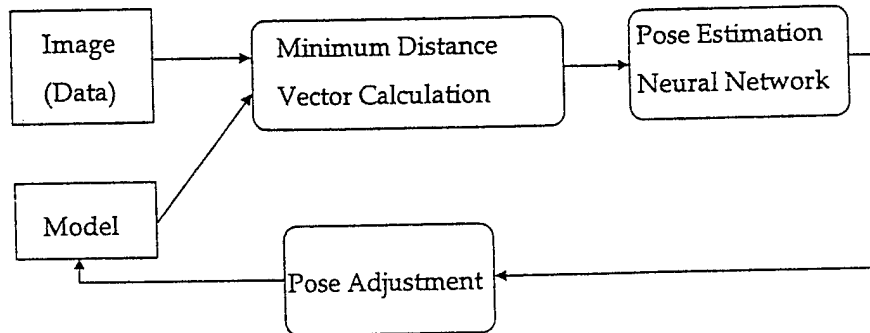 Image
(Data)
Minimum Distance
Vector Calculation
Pose Estimation
Neural Network
Model
Pose Adjustment